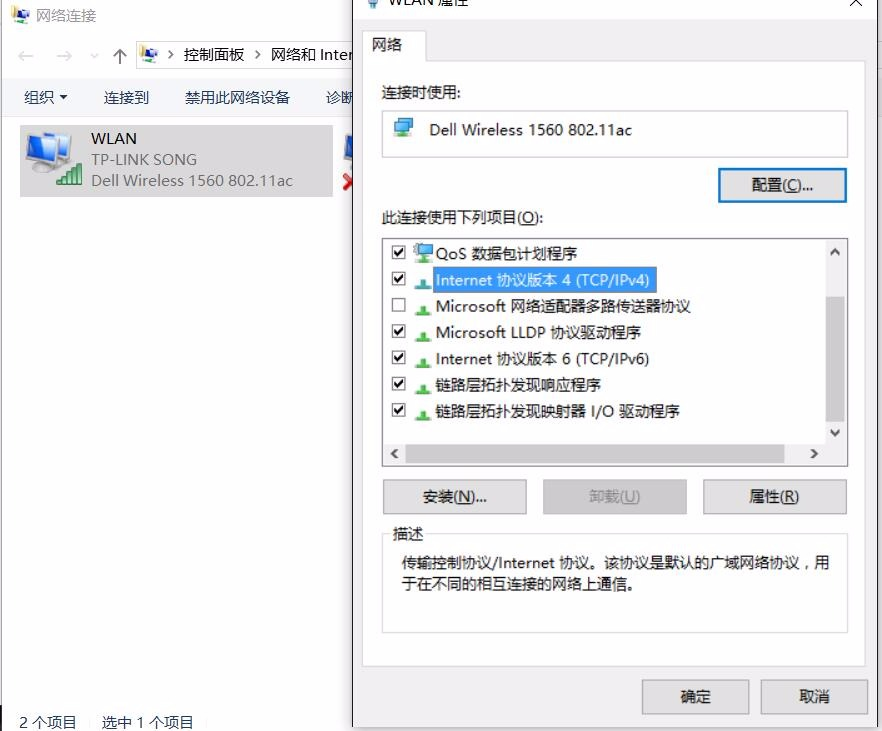 网络连接
WLAN 属性
控制面板
网络和 Inter
组织
连接到
禁用此网络设备
诊断
WLAN
TP-LINK SONG
Dell Wireless 1560 802.11ac
网络
连接时使用:
Dell Wireless 1560 802.11ac
配置(C)...
此连接使用下列项目(O):
QoS 数据包计划程序
Internet 协议版本 4 (TCP/IPv4)
Microsoft 网络适配器多路传送器协议
Microsoft LLDP 协议驱动程序
Internet 协议版本 6 (TCP/IPv6)
链路层拓扑发现响应程序
链路层拓扑发现映射器 I/O 驱动程序
安装(N)...
卸载(U)
属性(R)
描述
传输控制协议/Internet 协议。该协议是默认的广域网络协议，用
于在不同的相互连接的网络上通信。
确定
取消
2 个项目
选中 1 个项目